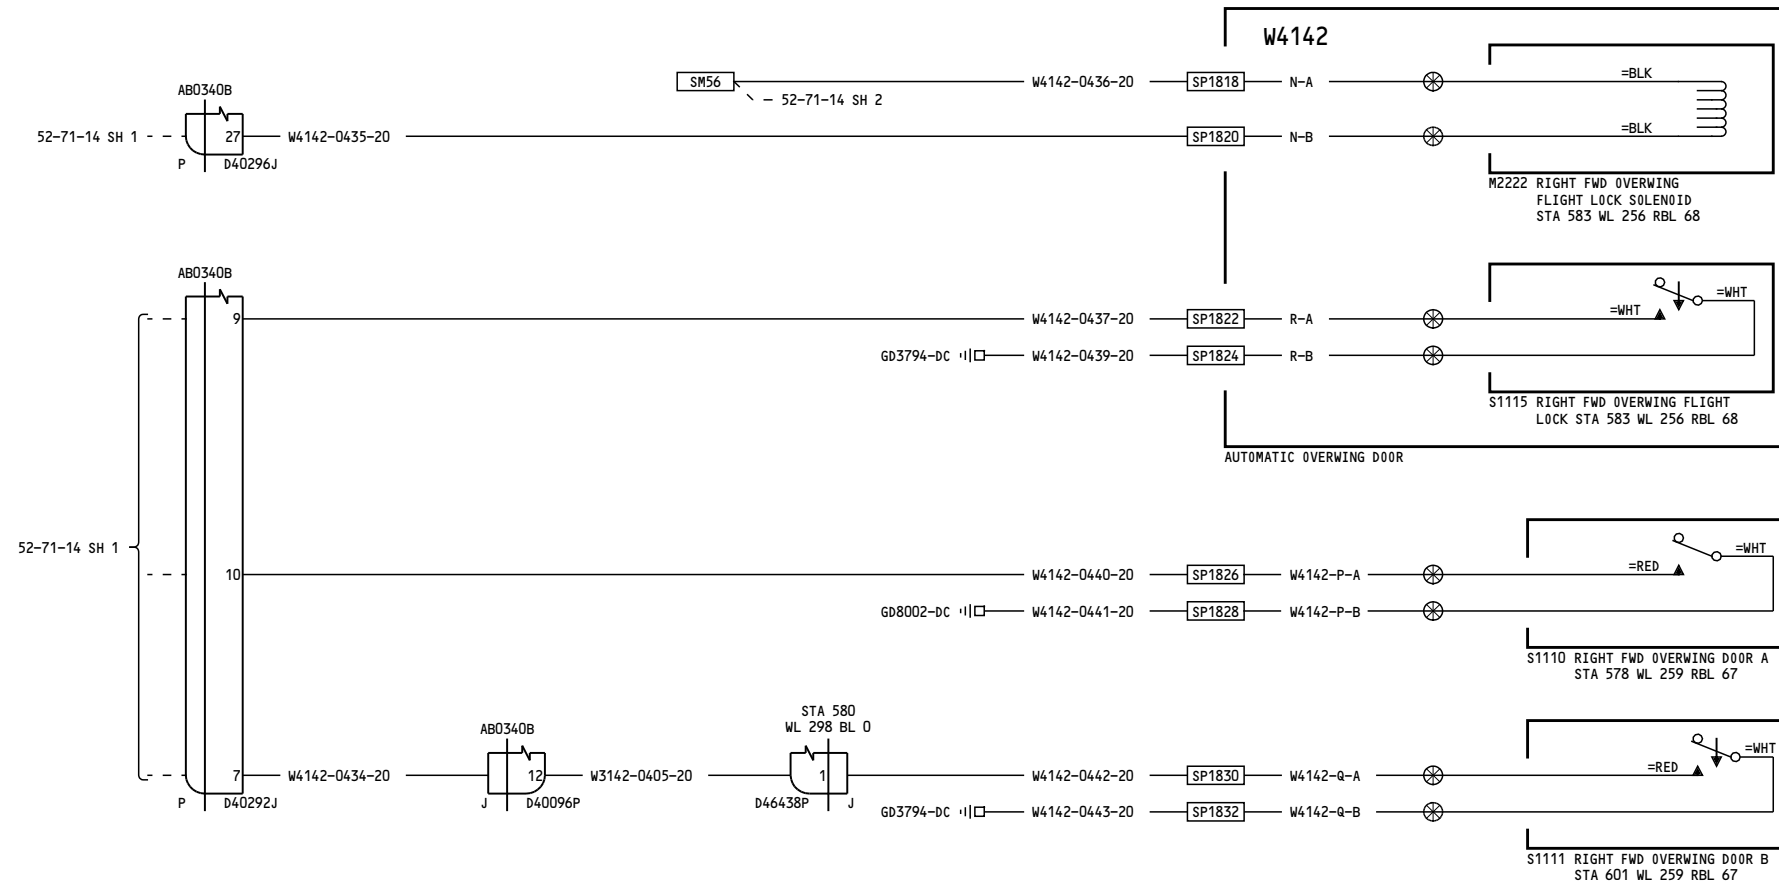 W4142
AB0340B
SM56
W4142-0436-20
SP1818
N-A
=BLK
52-71-14 SH 2
52-71-14 SH 1
27
W4142-0435-20
SP1820
N-B
=BLK
P
D40296J
M2222 RIGHT FWD OVERWING
FLIGHT LOCK SOLENOID
STA 583 WL 256 RBL 68
AB0340B
9
W4142-0437-20
SP1822
R-A
=WHT
=WHT
GD3794-DC
W4142-0439-20
SP1824
R-B
S1115 RIGHT FWD OVERWING FLIGHT
LOCK STA 583 WL 256 RBL 68
AUTOMATIC OVERWING DOOR
52-71-14 SH 1
10
W4142-0440-20
SP1826
W4142-P-A
=RED
=WHT
GD8002-DC
W4142-0441-20
SP1828
W4142-P-B
S1110 RIGHT FWD OVERWING DOOR A
STA 578 WL 259 RBL 67
AB0340B
STA 580
WL 298 BL 0
7
W4142-0434-20
12
W3142-0405-20
1
W4142-0442-20
SP1830
W4142-Q-A
=RED
=WHT
P
D40292J
J
D40096P
D46438P
J
GD3794-DC
W4142-0443-20
SP1832
W4142-Q-B
S1111 RIGHT FWD OVERWING DOOR B
STA 601 WL 259 RBL 67